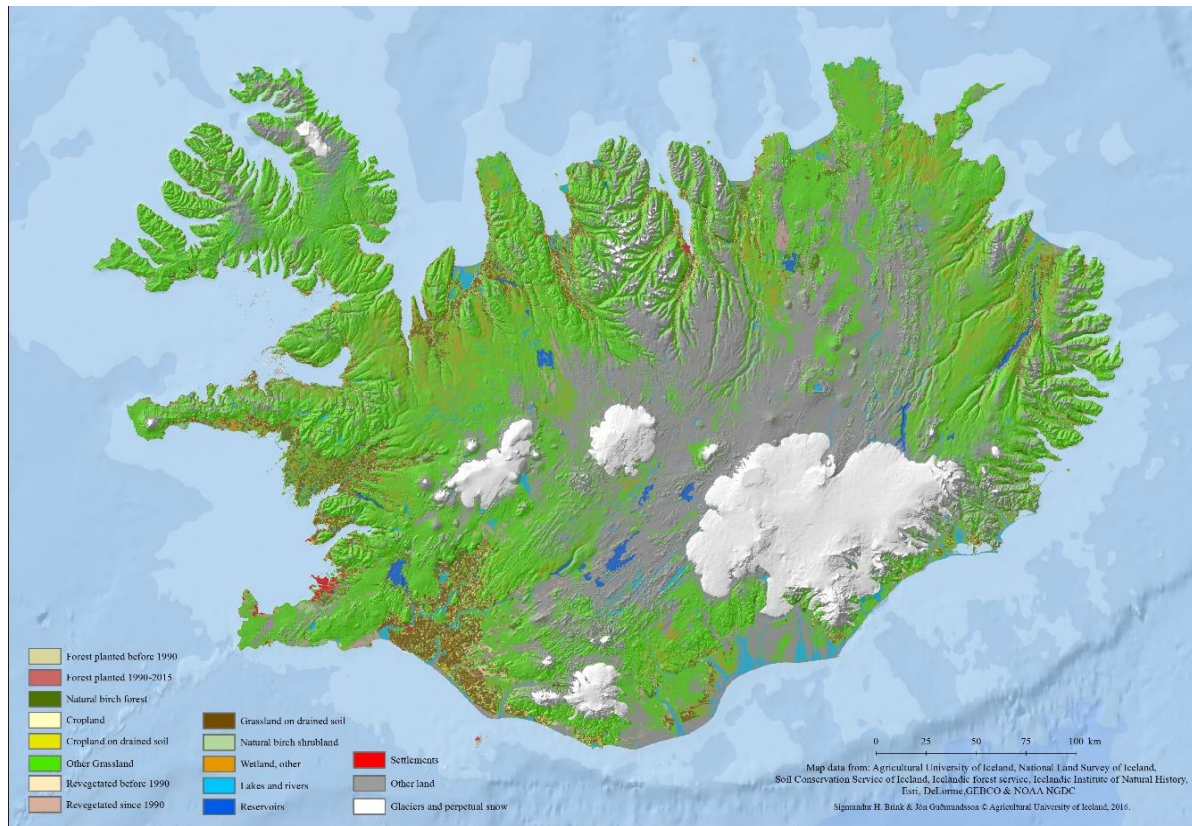 Forest planted before 1990
Forest planted 1990-2015
Natural birch forest
Cropland
Cropland on drained soil
Other Grassland
Revegetated before 1990
Revegetated since 1990
Grassland on drained soil
Natural birch shrubland
Wetland, other
Lakes and rivers
Reservoirs
Settlements
Other land
Glaciers and perpetual snow
0 25 50 75 100 km
Map data from: Agricultural University of Iceland, National Land Survey of Iceland,
Soil Conservation Service of Iceland, Icelandic forest service, Icelandic Institute of Natural History,
Esri, DeLorme,GEBCO & NOAA NGDC
Sigmundur H. Brink & Jón Guðmundsson © Agricultural University of Iceland, 2016.